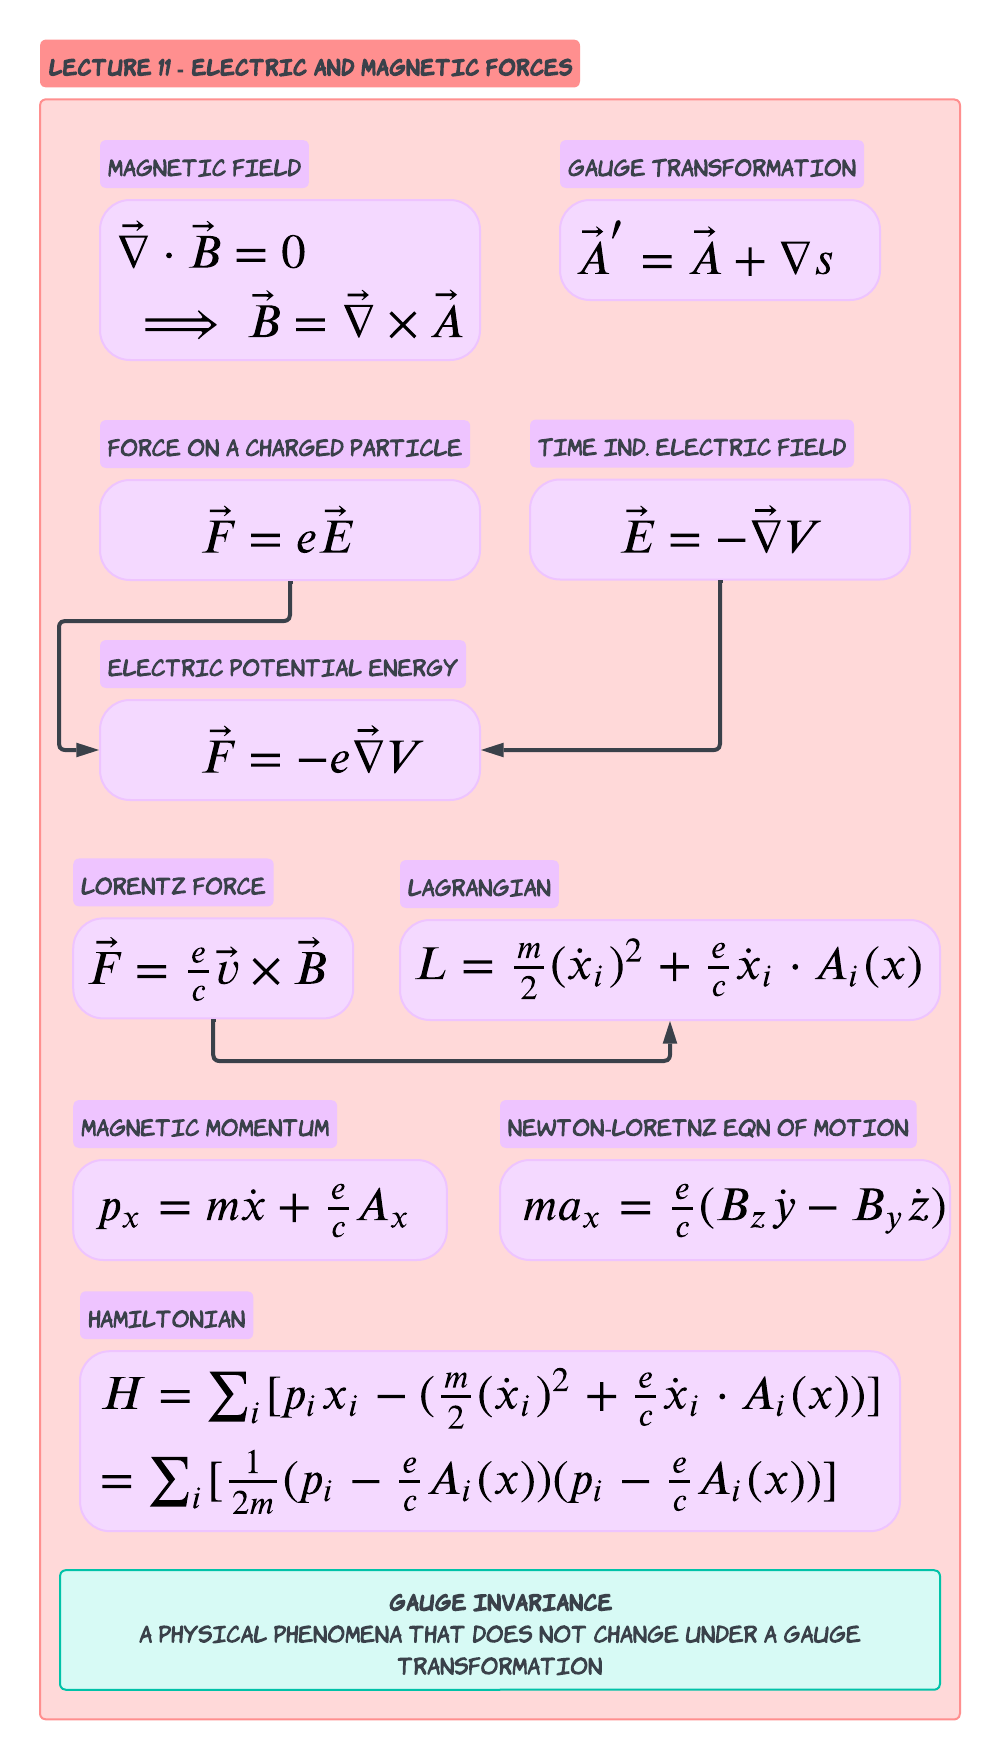 LECTURE 11 - ELECTRIC AND MAGNETIC FORCES
MAGNETIC FIELD
$\vec{\nabla} \cdot \vec{B} = 0$
$\implies \vec{B} = \vec{\nabla} \times \vec{A}$
GAUGE TRANSFORMATION
$\vec{A}' = \vec{A} + \nabla s$
FORCE ON A CHARGED PARTICLE
$\vec{F} = e\vec{E}$
TIME IND. ELECTRIC FIELD
$\vec{E} = -\vec{\nabla} V$
ELECTRIC POTENTIAL ENERGY
$\vec{F} = -e\vec{\nabla} V$
LORENTZ FORCE
$\vec{F} = \frac{e}{c}\vec{v} \times \vec{B}$
LAGRANGIAN
$L = \frac{m}{2}(\dot{x}_i)^2 + \frac{e}{c}\dot{x}_i \cdot A_i(x)$
MAGNETIC MOMENTUM
$p_x = m\dot{x} + \frac{e}{c}A_x$
NEWTON-LORETNZ EQN OF MOTION
$ma_x = \frac{e}{c}(B_z\dot{y} - B_y\dot{z})$
HAMILTONIAN
$H = \sum_i[p_i x_i - (\frac{m}{2}(\dot{x}_i)^2 + \frac{e}{c}\dot{x}_i \cdot A_i(x))]$
$= \sum_i[\frac{1}{2m}(p_i - \frac{e}{c}A_i(x))(p_i - \frac{e}{c}A_i(x))]$
GAUGE INVARIANCE
A PHYSICAL PHENOMENA THAT DOES NOT CHANGE UNDER A GAUGE
TRANSFORMATION